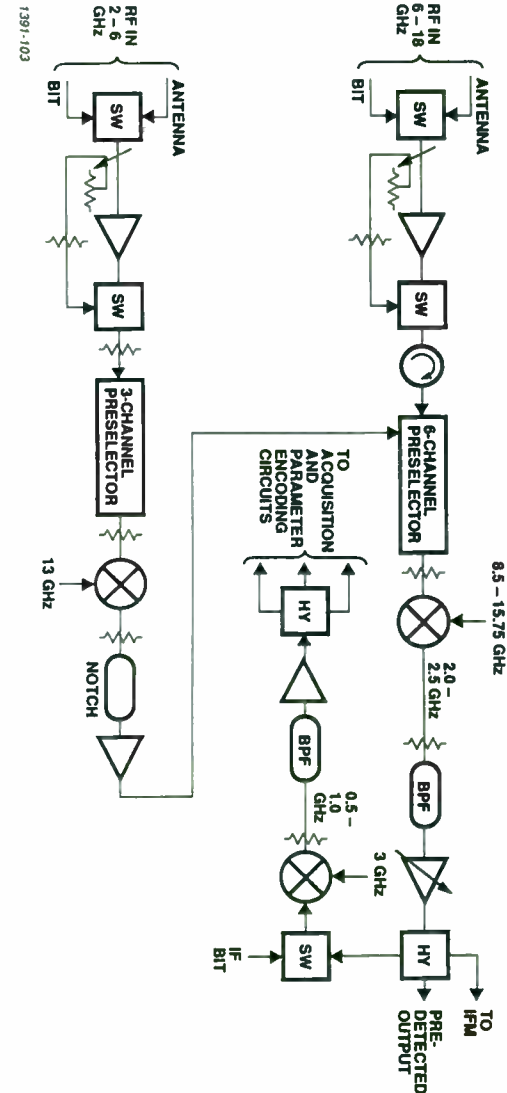 RF IN
6 – 18
GHz
ANTENNA
BIT
SW
SW
6-CHANNEL
PRESELECTOR
8.5 – 15.75 GHz
2.0 –
2.5 GHz
BPF
HY
TO
IFM
PRE-
DETECTED
OUTPUT
TO
ACQUISITION
AND
PARAMETER
ENCODING
CIRCUITS
HY
BPF
0.5 –
1.0
GHz
3 GHz
SW
IF
BIT
RF IN
2 – 6
GHz
ANTENNA
BIT
SW
SW
3-CHANNEL
PRESELECTOR
13 GHz
NOTCH
1391-103